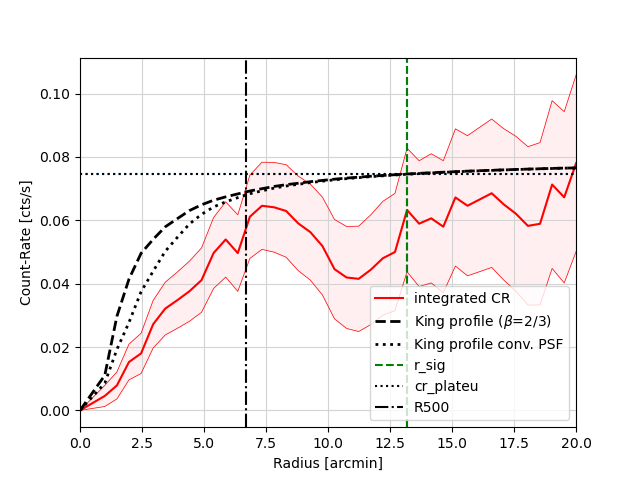 0.10
0.08
0.06
0.04
0.02
0.00
Count-Rate [cts/s]
integrated CR
King profile (β=2/3)
King profile conv. PSF
r_sig
cr_plateu
R500
0.0 2.5 5.0 7.5 10.0 12.5 15.0 17.5 20.0
Radius [arcmin]